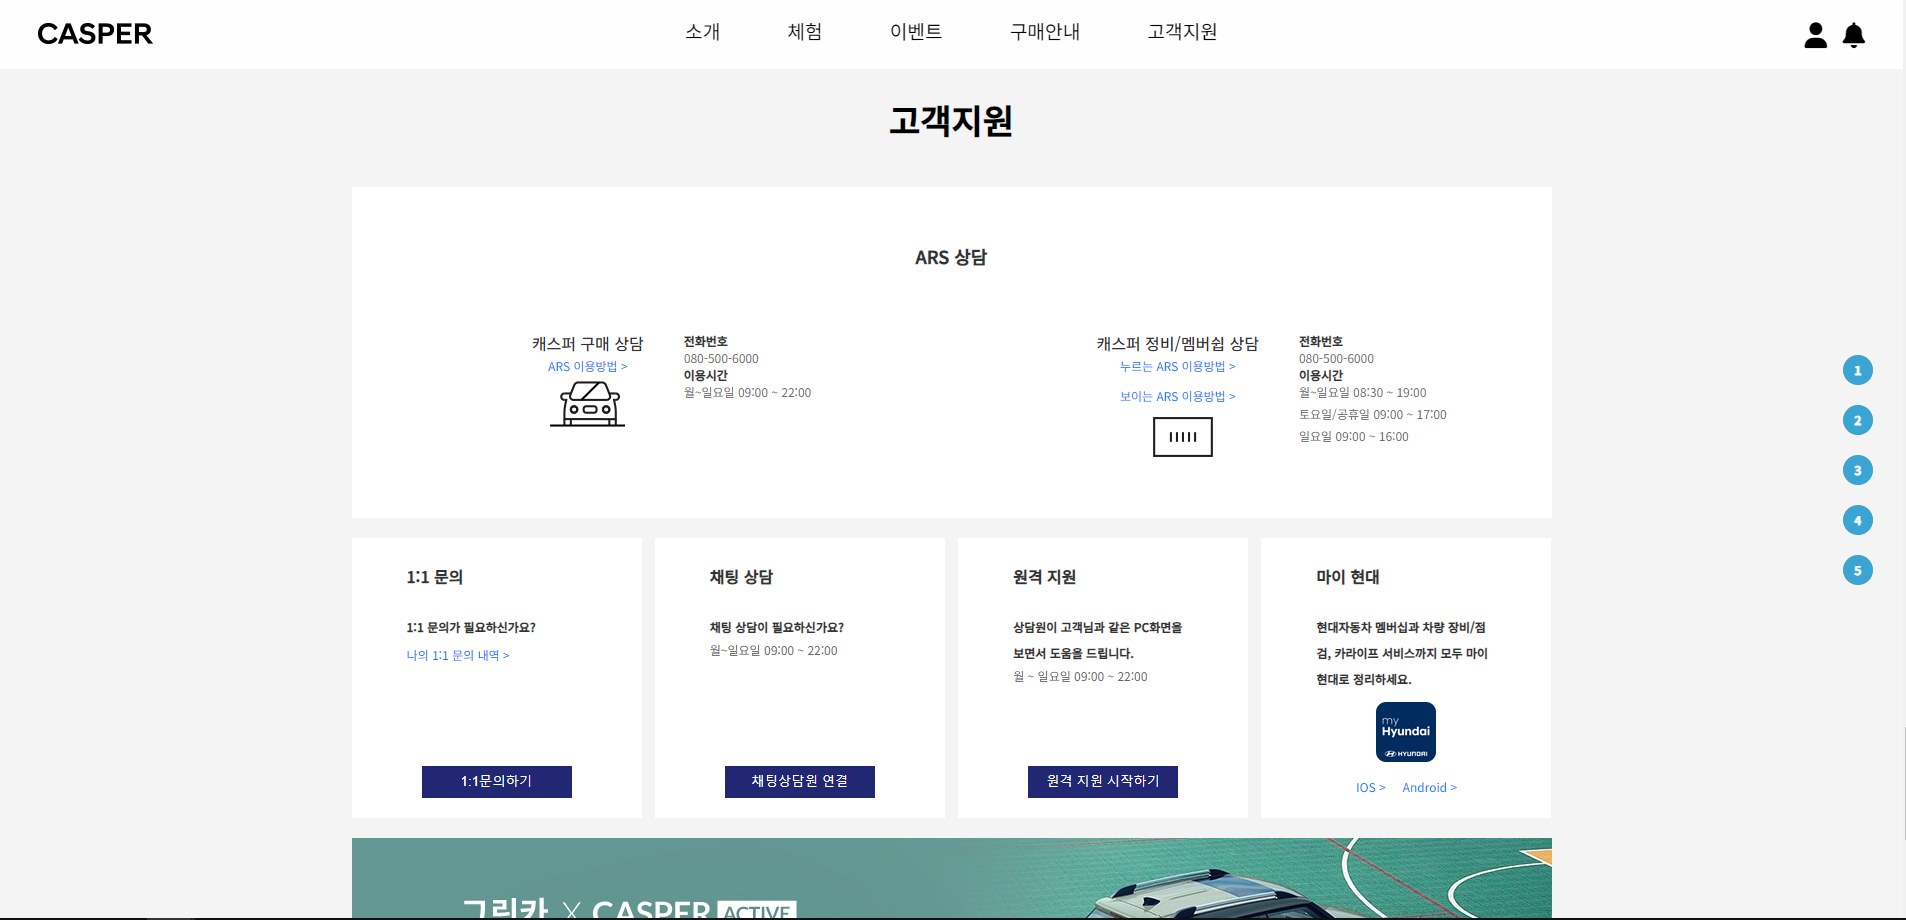 CASPER
소개
체험
이벤트
구매안내
고객지원
고객지원
ARS 상담
캐스퍼 구매 상담
ARS 이용방법 >
전화번호
080-500-6000
이용시간
월~일요일 09:00 ~ 22:00
캐스퍼 정비/멤버쉽 상담
누르는 ARS 이용방법 >
보이는 ARS 이용방법 >
전화번호
080-500-6000
이용시간
월~일요일 08:30 ~ 19:00
토요일/공휴일 09:00 ~ 17:00
일요일 09:00 ~ 16:00
1
2
3
4
5
1:1 문의
1:1 문의가 필요하신가요?
나의 1:1 문의 내역 >
1:1문의하기
채팅 상담
채팅 상담이 필요하신가요?
월~일요일 09:00 ~ 22:00
채팅상담원 연결
원격 지원
상담원이 고객님과 같은 PC화면을
보면서 도움을 드립니다.
월 ~ 일요일 09:00 ~ 22:00
원격 지원 시작하기
마이 현대
현대자동차 멤버십과 차량 장비/점
검, 카라이프 서비스까지 모두 마이
현대로 정리하세요.
my
Hyundai
HYUNDAI
IOS >
Android >
그린카 X CASPER ACTIVE